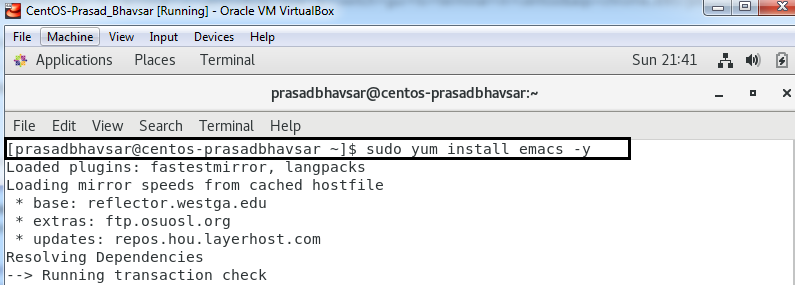 CentOS-Prasad_Bhavsar [Running] - Oracle VM VirtualBox
File Machine View Input Devices Help
Applications Places Terminal Sun 21:41
prasadbhavsar@centos-prasadbhavsar:~
File Edit View Search Terminal Help
[prasadbhavsar@centos-prasadbhavsar ~]$ sudo yum install emacs -y
Loaded plugins: fastestmirror, langpacks
Loading mirror speeds from cached hostfile
* base: reflector.westga.edu
* extras: ftp.osuosl.org
* updates: repos.hou.layerhost.com
Resolving Dependencies
--> Running transaction check